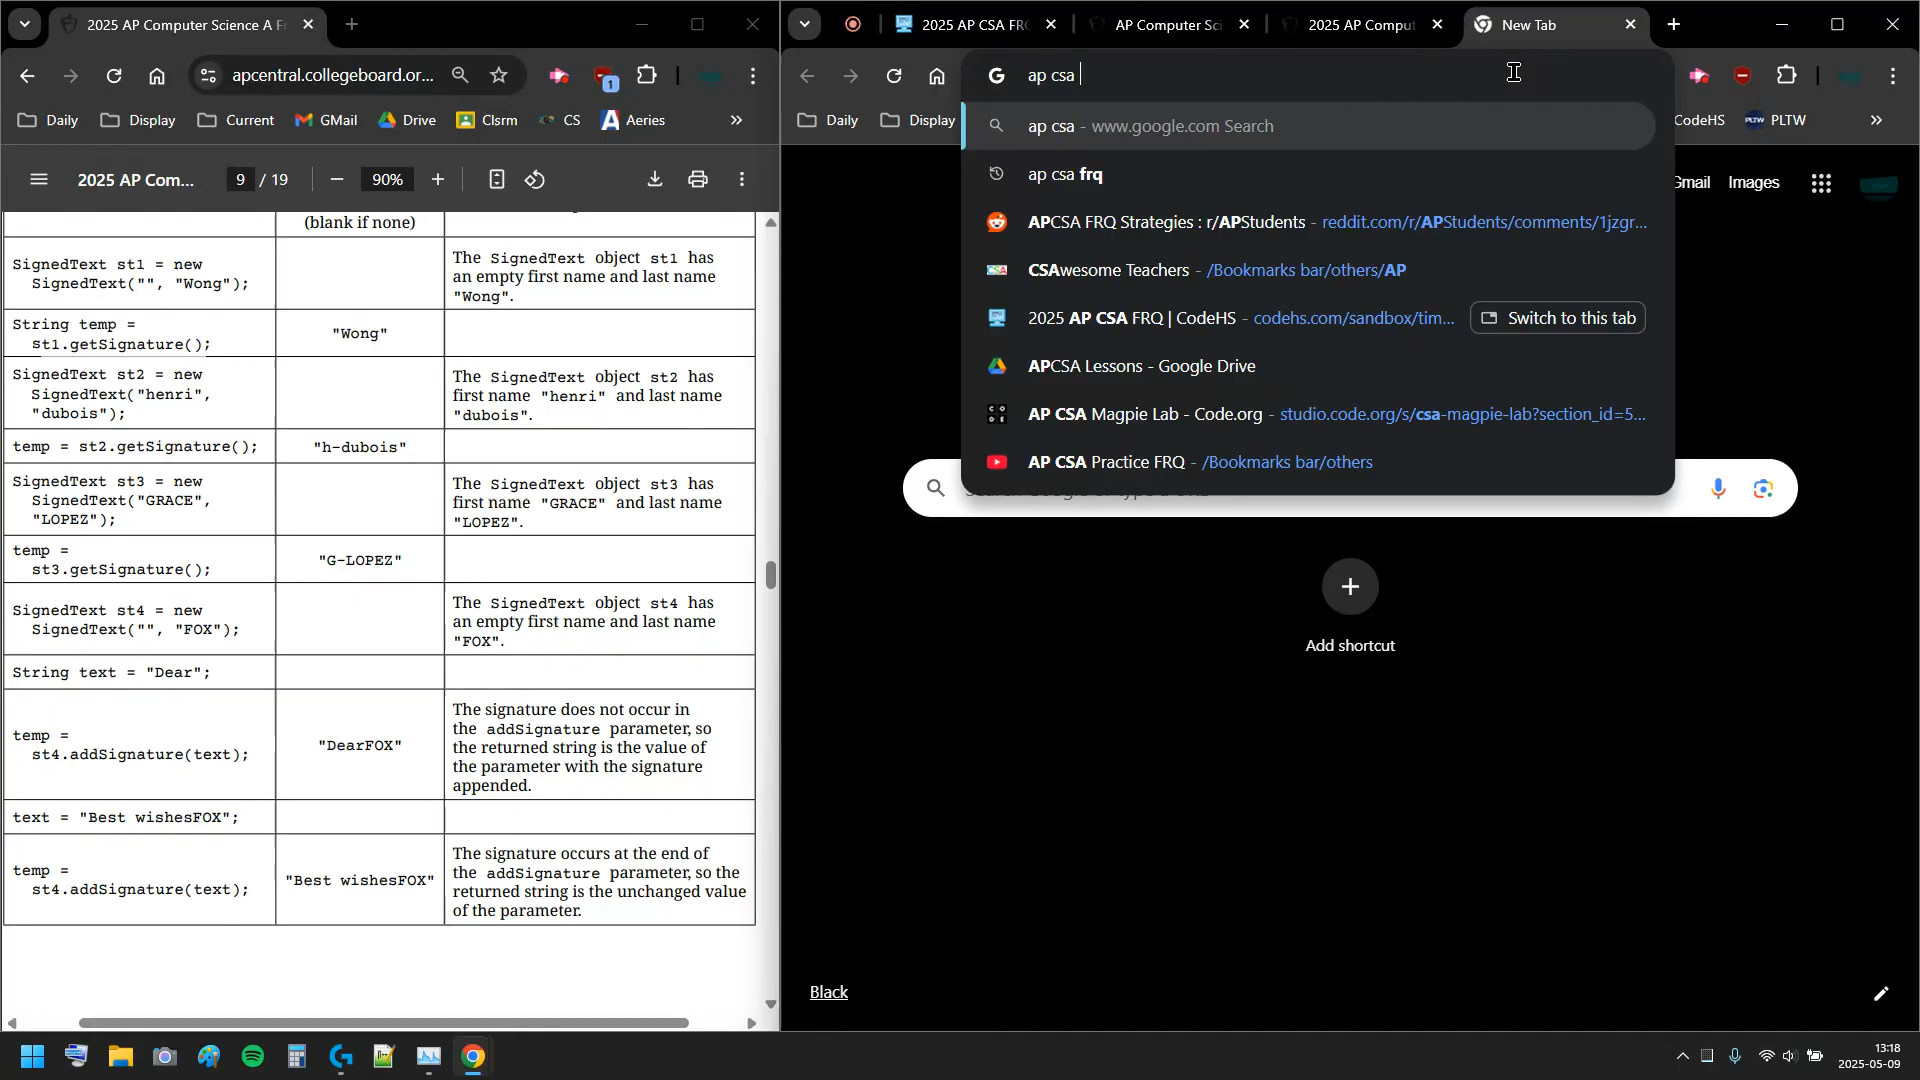 2025 AP Computer Science A F
apcentral.collegeboard.or...
1
Daily
Display
Current
GMail
Drive
Clsrm
CS
Aeries
2025 AP Com...
9 / 19
90%
(blank if none)
SignedText st1 = new
SignedText("", "Wong");
The SignedText object st1 has
an empty first name and last name
"Wong".
String temp =
st1.getSignature();
"Wong"
SignedText st2 = new
SignedText("henri",
"dubois");
The SignedText object st2 has
first name "henri" and last name
"dubois".
temp = st2.getSignature();
"h-dubois"
SignedText st3 = new
SignedText("GRACE",
"LOPEZ");
The SignedText object st3 has
first name "GRACE" and last name
"LOPEZ".
temp =
st3.getSignature();
"G-LOPEZ"
SignedText st4 = new
SignedText("", "FOX");
The SignedText object st4 has
an empty first name and last name
"FOX".
String text = "Dear";
temp =
st4.addSignature(text);
"DearFOX"
The signature does not occur in
the addSignature parameter, so
the returned string is the value of
the parameter with the signature
appended.
text = "Best wishesFOX";
temp =
st4.addSignature(text);
"Best wishesFOX"
The signature occurs at the end of
the addSignature parameter, so the
returned string is the unchanged value
of the parameter.
2025 AP CSA FR
AP Computer Sc
2025 AP Comput
New Tab
ap csa
Daily
Display
CodeHS
PLTW PLTW
ap csa - www.google.com Search
ap csa frq
APCSA FRQ Strategies : r/APStudents - reddit.com/r/APStudents/comments/1jzgr...
CSAwesome Teachers - /Bookmarks bar/others/AP
2025 AP CSA FRQ | CodeHS - codehs.com/sandbox/tim...
Switch to this tab
APCSA Lessons - Google Drive
AP CSA Magpie Lab - Code.org - studio.code.org/s/csa-magpie-lab?section_id=5...
AP CSA Practice FRQ - /Bookmarks bar/others
Gmail
Images
Add shortcut
Black
13:18
2025-05-09